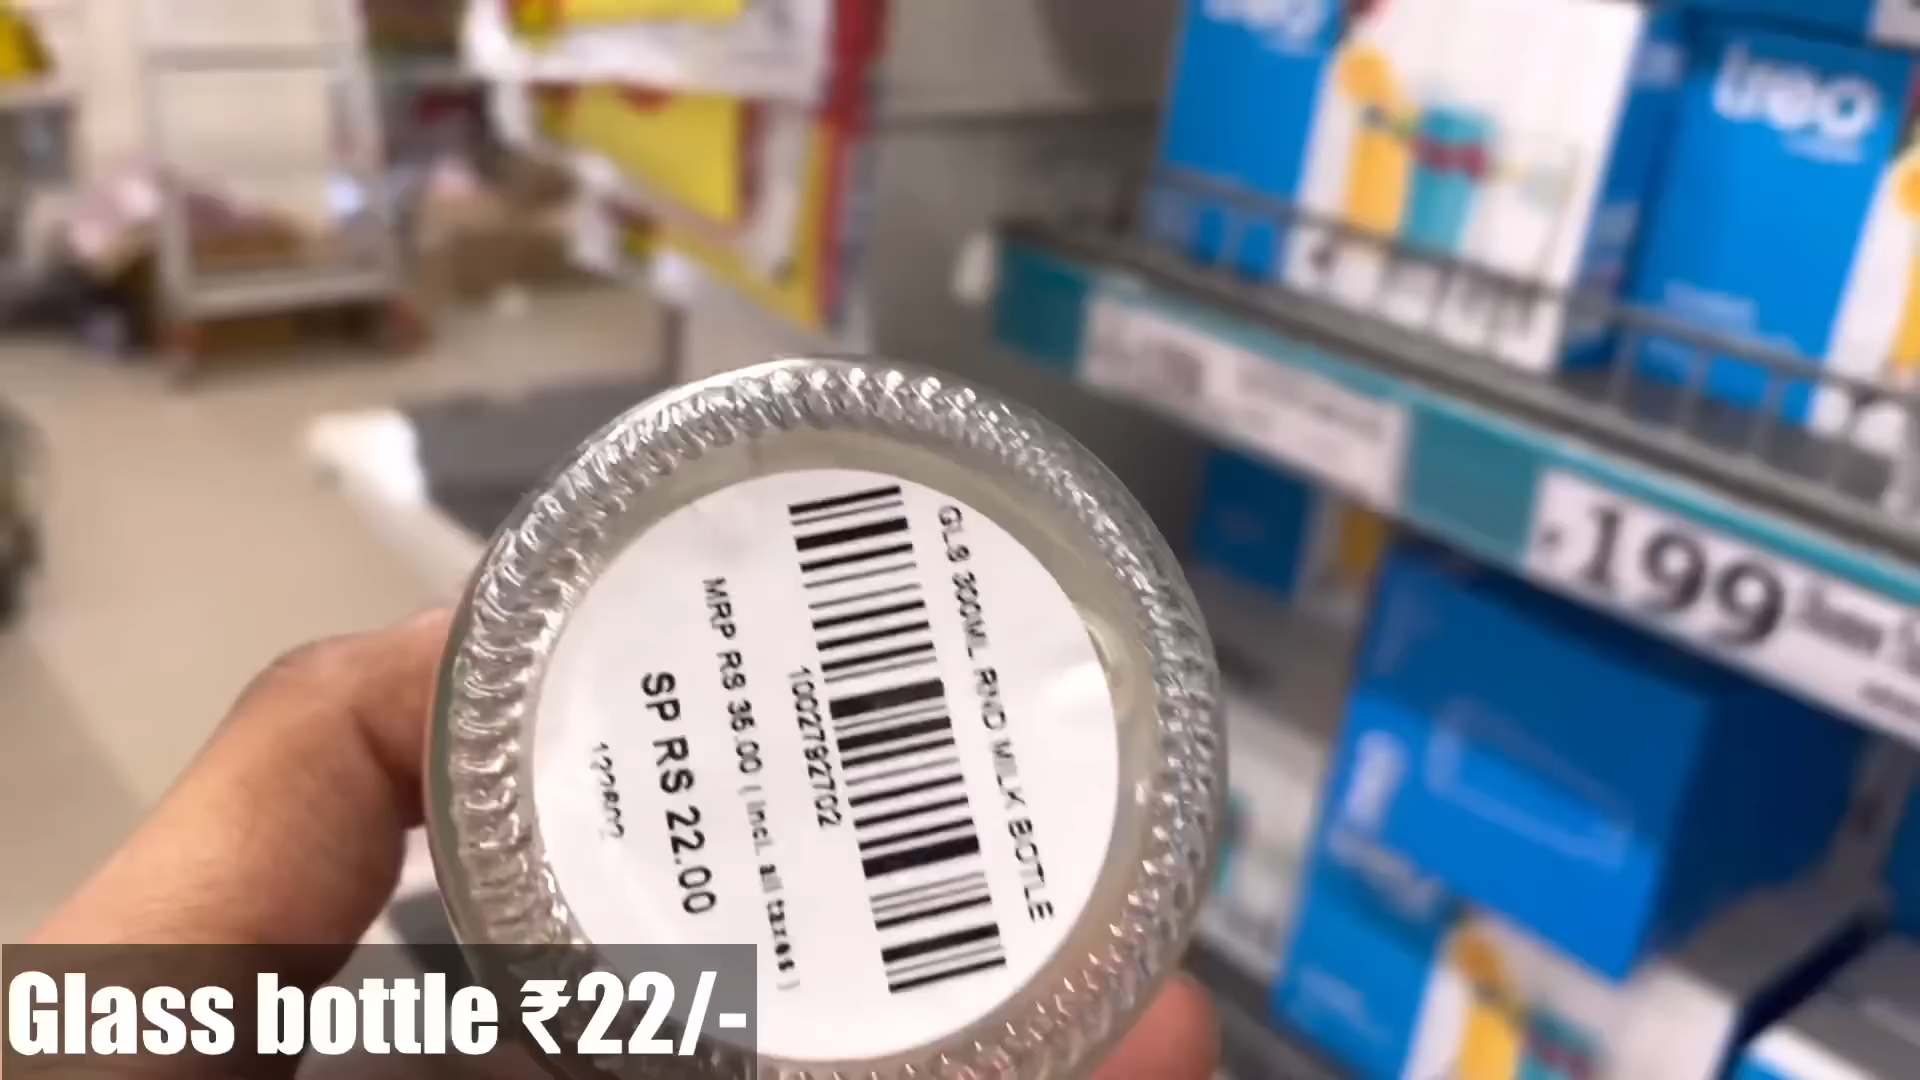 GLS 300ML RND MILK BOTLE
1002792702
MRP RS 35.00 ( Incl. all taxes )
SP RS 22.00
122602
199
Glass bottle ₹22/-